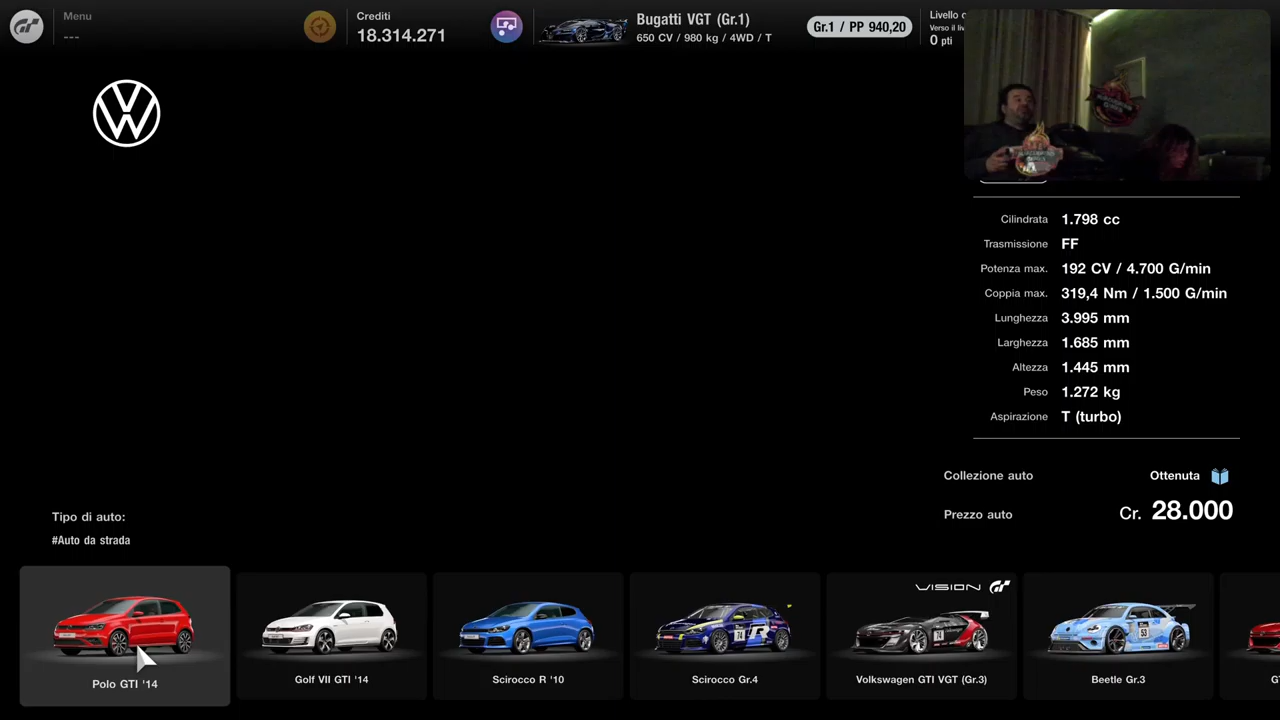 Menu
---
Crediti
18.314.271
Bugatti VGT (Gr.1)
650 CV / 980 kg / 4WD / T
Gr.1 / PP 940,20
Livello
Verso il
0 pti
Cilindrata 1.798 cc
Trasmissione FF
Potenza max. 192 CV / 4.700 G/min
Coppia max. 319,4 Nm / 1.500 G/min
Lunghezza 3.995 mm
Larghezza 1.685 mm
Altezza 1.445 mm
Peso 1.272 kg
Aspirazione T (turbo)
Collezione auto Ottenuta
Prezzo auto Cr. 28.000
Tipo di auto:
#Auto da strada
VISION GT
Polo GTI '14
Golf VII GTI '14
Scirocco R '10
Scirocco Gr.4
Volkswagen GTI VGT (Gr.3)
Beetle Gr.3